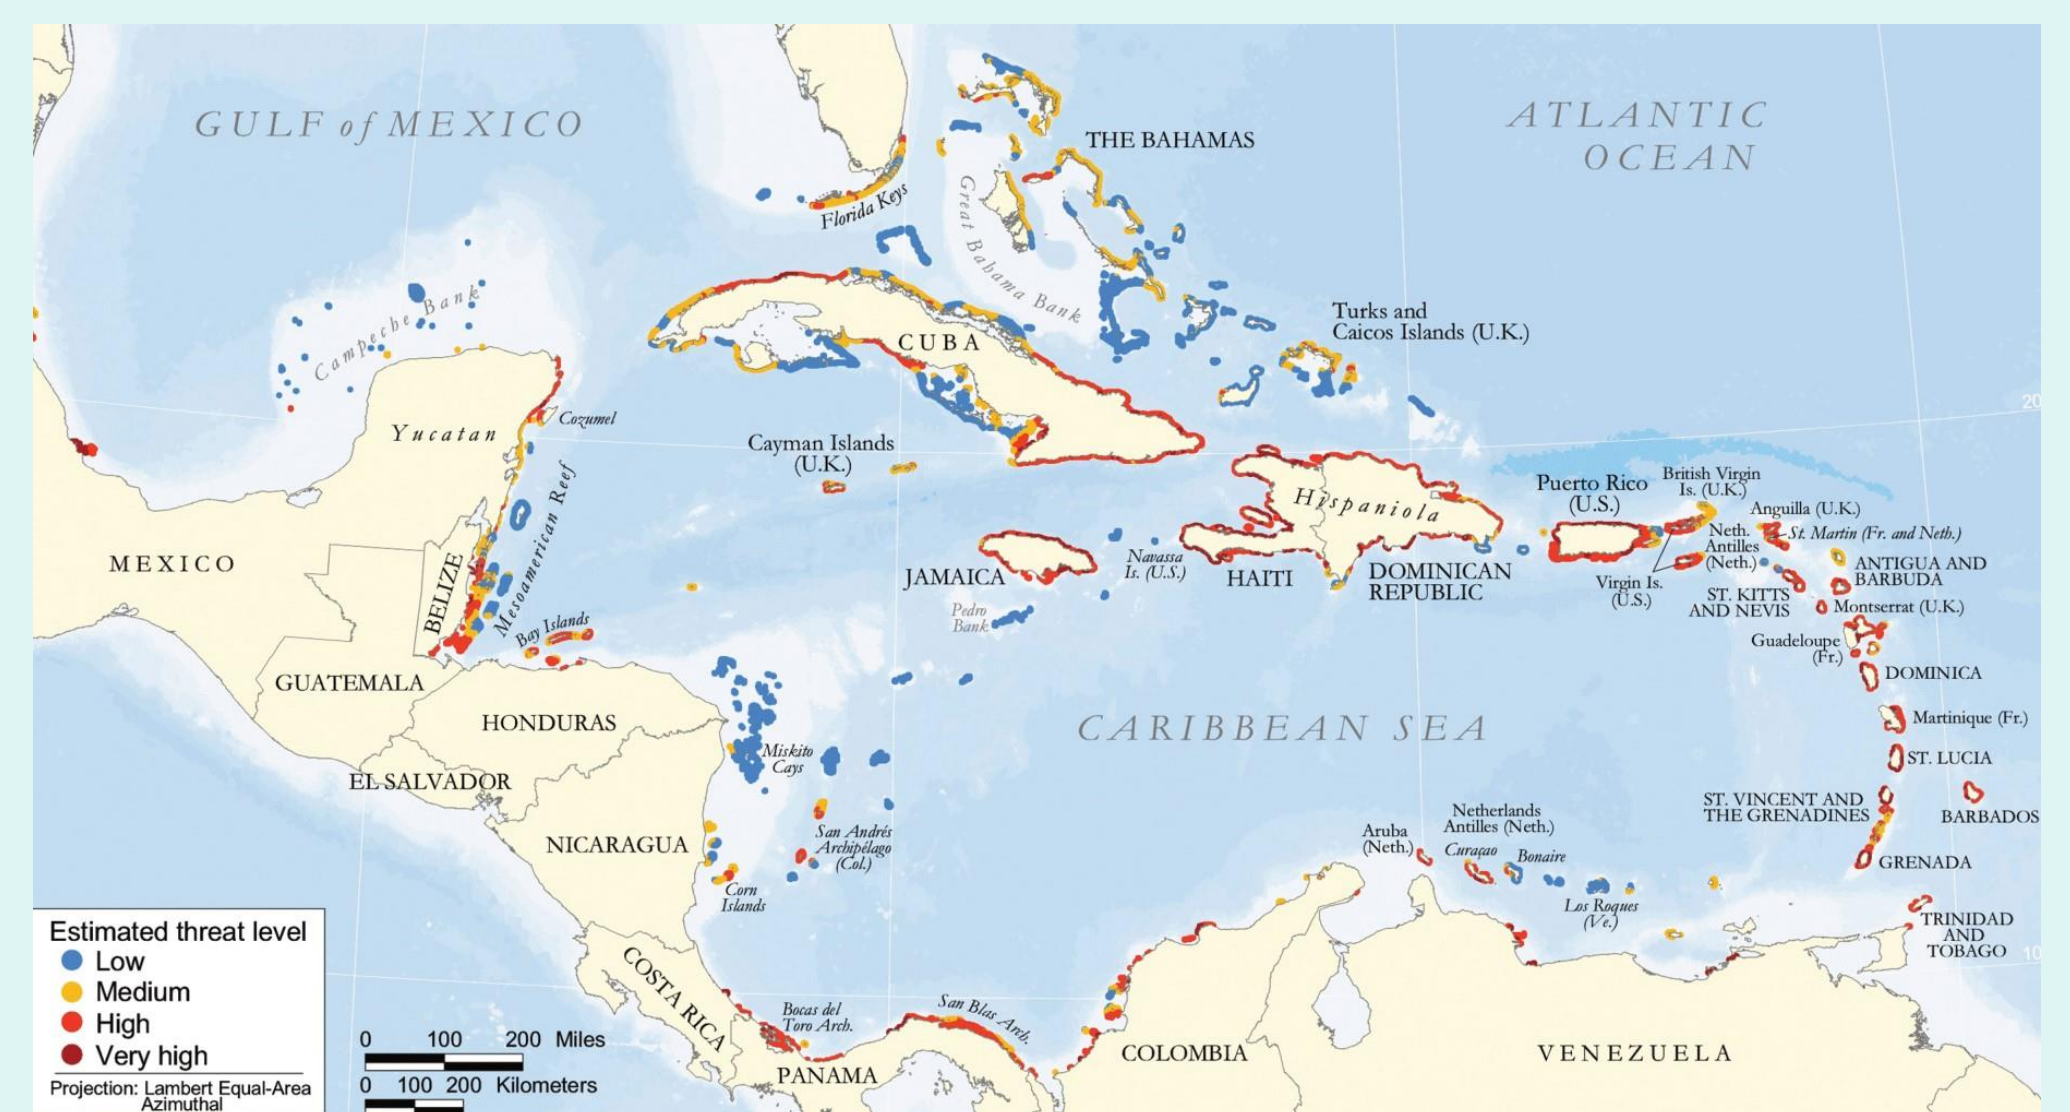 GULF of MEXICO
ATLANTIC
OCEAN
THE BAHAMAS
Florida Keys
Great Bahama Bank
Campeche Bank
Turks and
Caicos Islands (U.K.)
CUBA
Yucatan
Cozumel
20
Cayman Islands
(U.K.)
Mesoamerican Reef
Hispaniola
Puerto Rico
(U.S.)
British Virgin
Is. (U.K.)
Anguilla (U.K.)
St. Martin (Fr. and Neth.)
Neth.
Antilles
(Neth.)
Navassa
Is. (U.S.)
MEXICO
BELIZE
JAMAICA
HAITI
DOMINICAN
REPUBLIC
Virgin Is.
(U.S.)
ANTIGUA AND
BARBUDA
ST. KITTS
AND NEVIS
Montserrat (U.K.)
Pedro
Bank
Bay Islands
Guadeloupe
(Fr.)
GUATEMALA
DOMINICA
HONDURAS
CARIBBEAN SEA
Martinique (Fr.)
Miskito
Cays
ST. LUCIA
EL SALVADOR
ST. VINCENT AND
THE GRENADINES
BARBADOS
NICARAGUA
San Andrés
Archipélago
(Col.)
Aruba
(Neth.)
Netherlands
Antilles (Neth.)
Curaçao
Bonaire
GRENADA
Corn
Islands
Los Roques
(Ve.)
TRINIDAD
AND
TOBAGO
10
COSTA RICA
Bocas del
Toro Arch.
San Blas Arch.
PANAMA
COLOMBIA
VENEZUELA
Estimated threat level
Low
Medium
High
Very high
Projection: Lambert Equal-Area
Azimuthal
0 100 200 Miles
0 100 200 Kilometers